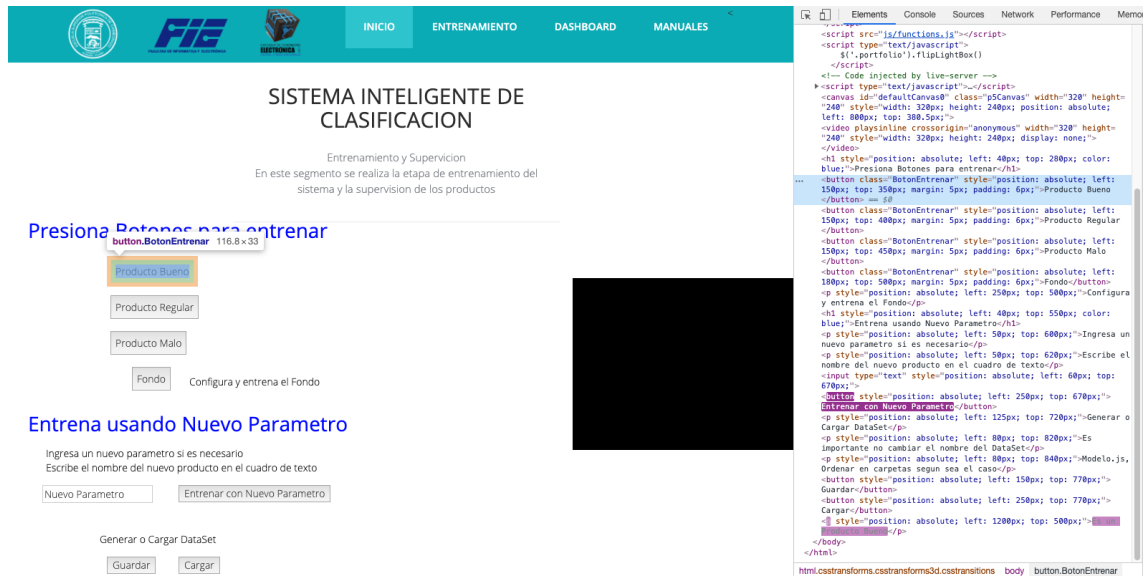 FIE
FACULTAD DE INFORMATICA Y ELECTRONICA
ELECTRONICA
INICIO
ENTRENAMIENTO
DASHBOARD
MANUALES
<
SISTEMA INTELIGENTE DE
CLASIFICACION
Entrenamiento y Supervicion
En este segmento se realiza la etapa de entrenamiento del
sistema y la supervision de los productos
Presiona Botones para entrenar
button.BotonEntrenar 116.8 × 33
Producto Bueno
Producto Regular
Producto Malo
Fondo
Configura y entrena el Fondo
Entrena usando Nuevo Parametro
Ingresa un nuevo parametro si es necesario
Escribe el nombre del nuevo producto en el cuadro de texto
Nuevo Parametro
Entrenar con Nuevo Parametro
Generar o Cargar DataSet
Guardar
Cargar
Elements Console Sources Network Performance Memo
<script src="js/functions.js"></script>
<script type="text/javascript">
$('.portfolio').flipLightBox()
</script>
<!-- Code injected by live-server -->
▶<script type="text/javascript">…</script>
<canvas id="defaultCanvas0" class="p5Canvas" width="320" height=
"240" style="width: 320px; height: 240px; position: absolute;
left: 800px; top: 380.5px;">
<video playsinline crossorigin="anonymous" width="320" height=
"240" style="width: 320px; height: 240px; display: none;">
</video>
<h1 style="position: absolute; left: 40px; top: 280px; color:
blue;">Presiona Botones para entrenar</h1>
... <button class="BotonEntrenar" style="position: absolute; left:
150px; top: 350px; margin: 5px; padding: 6px;">Producto Bueno
</button> == $0
<button class="BotonEntrenar" style="position: absolute; left:
150px; top: 400px; margin: 5px; padding: 6px;">Producto Regular
</button>
<button class="BotonEntrenar" style="position: absolute; left:
150px; top: 450px; margin: 5px; padding: 6px;">Producto Malo
</button>
<button class="BotonEntrenar" style="position: absolute; left:
180px; top: 500px; margin: 5px; padding: 6px;">Fondo</button>
<p style="position: absolute; left: 250px; top: 500px;">Configura
y entrena el Fondo</p>
<h1 style="position: absolute; left: 40px; top: 550px; color:
blue;">Entrena usando Nuevo Parametro</h1>
<p style="position: absolute; left: 50px; top: 600px;">Ingresa un
nuevo parametro si es necesario</p>
<p style="position: absolute; left: 50px; top: 620px;">Escribe el
nombre del nuevo producto en el cuadro de texto</p>
<input type="text" style="position: absolute; left: 60px; top:
670px;">
<button style="position: absolute; left: 250px; top: 670px;">
Entrenar con Nuevo Parametro</button>
<p style="position: absolute; left: 125px; top: 720px;">Generar o
Cargar DataSet</p>
<p style="position: absolute; left: 80px; top: 820px;">Es
importante no cambiar el nombre del DataSet</p>
<p style="position: absolute; left: 80px; top: 840px;">Modelo.js,
Ordenar en carpetas segun sea el caso</p>
<button style="position: absolute; left: 150px; top: 770px;">
Guardar</button>
<button style="position: absolute; left: 250px; top: 770px;">
Cargar</button>
<p style="position: absolute; left: 1200px; top: 500px;">Es un
Producto Bueno</p>
</body>
</html>
html.csstransforms.csstransforms3d.csstransitions body button.BotonEntrenar